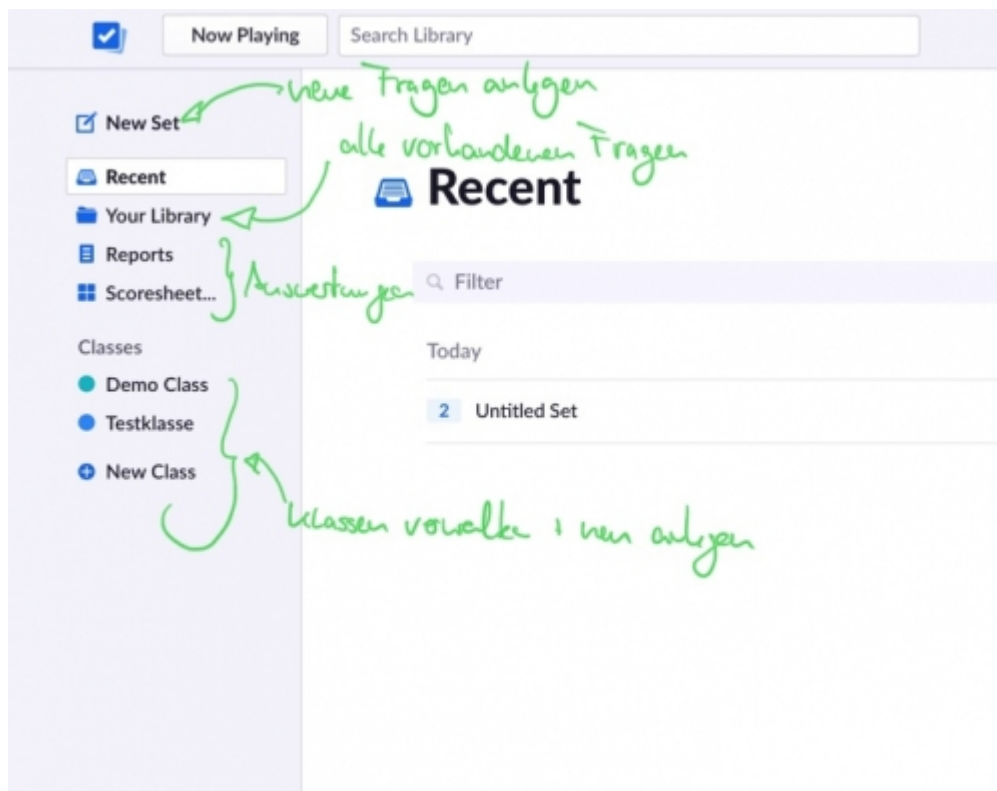 Now Playing
Search Library
neue Fragen anlegen
New Set
alle vorhandenen Fragen
Recent
Recent
Your Library
Reports
Filter
Scoresheet...
Auswertungen
Classes
Today
Demo Class
2 Untitled Set
Testklasse
New Class
Klassen verwalten + neu anlegen